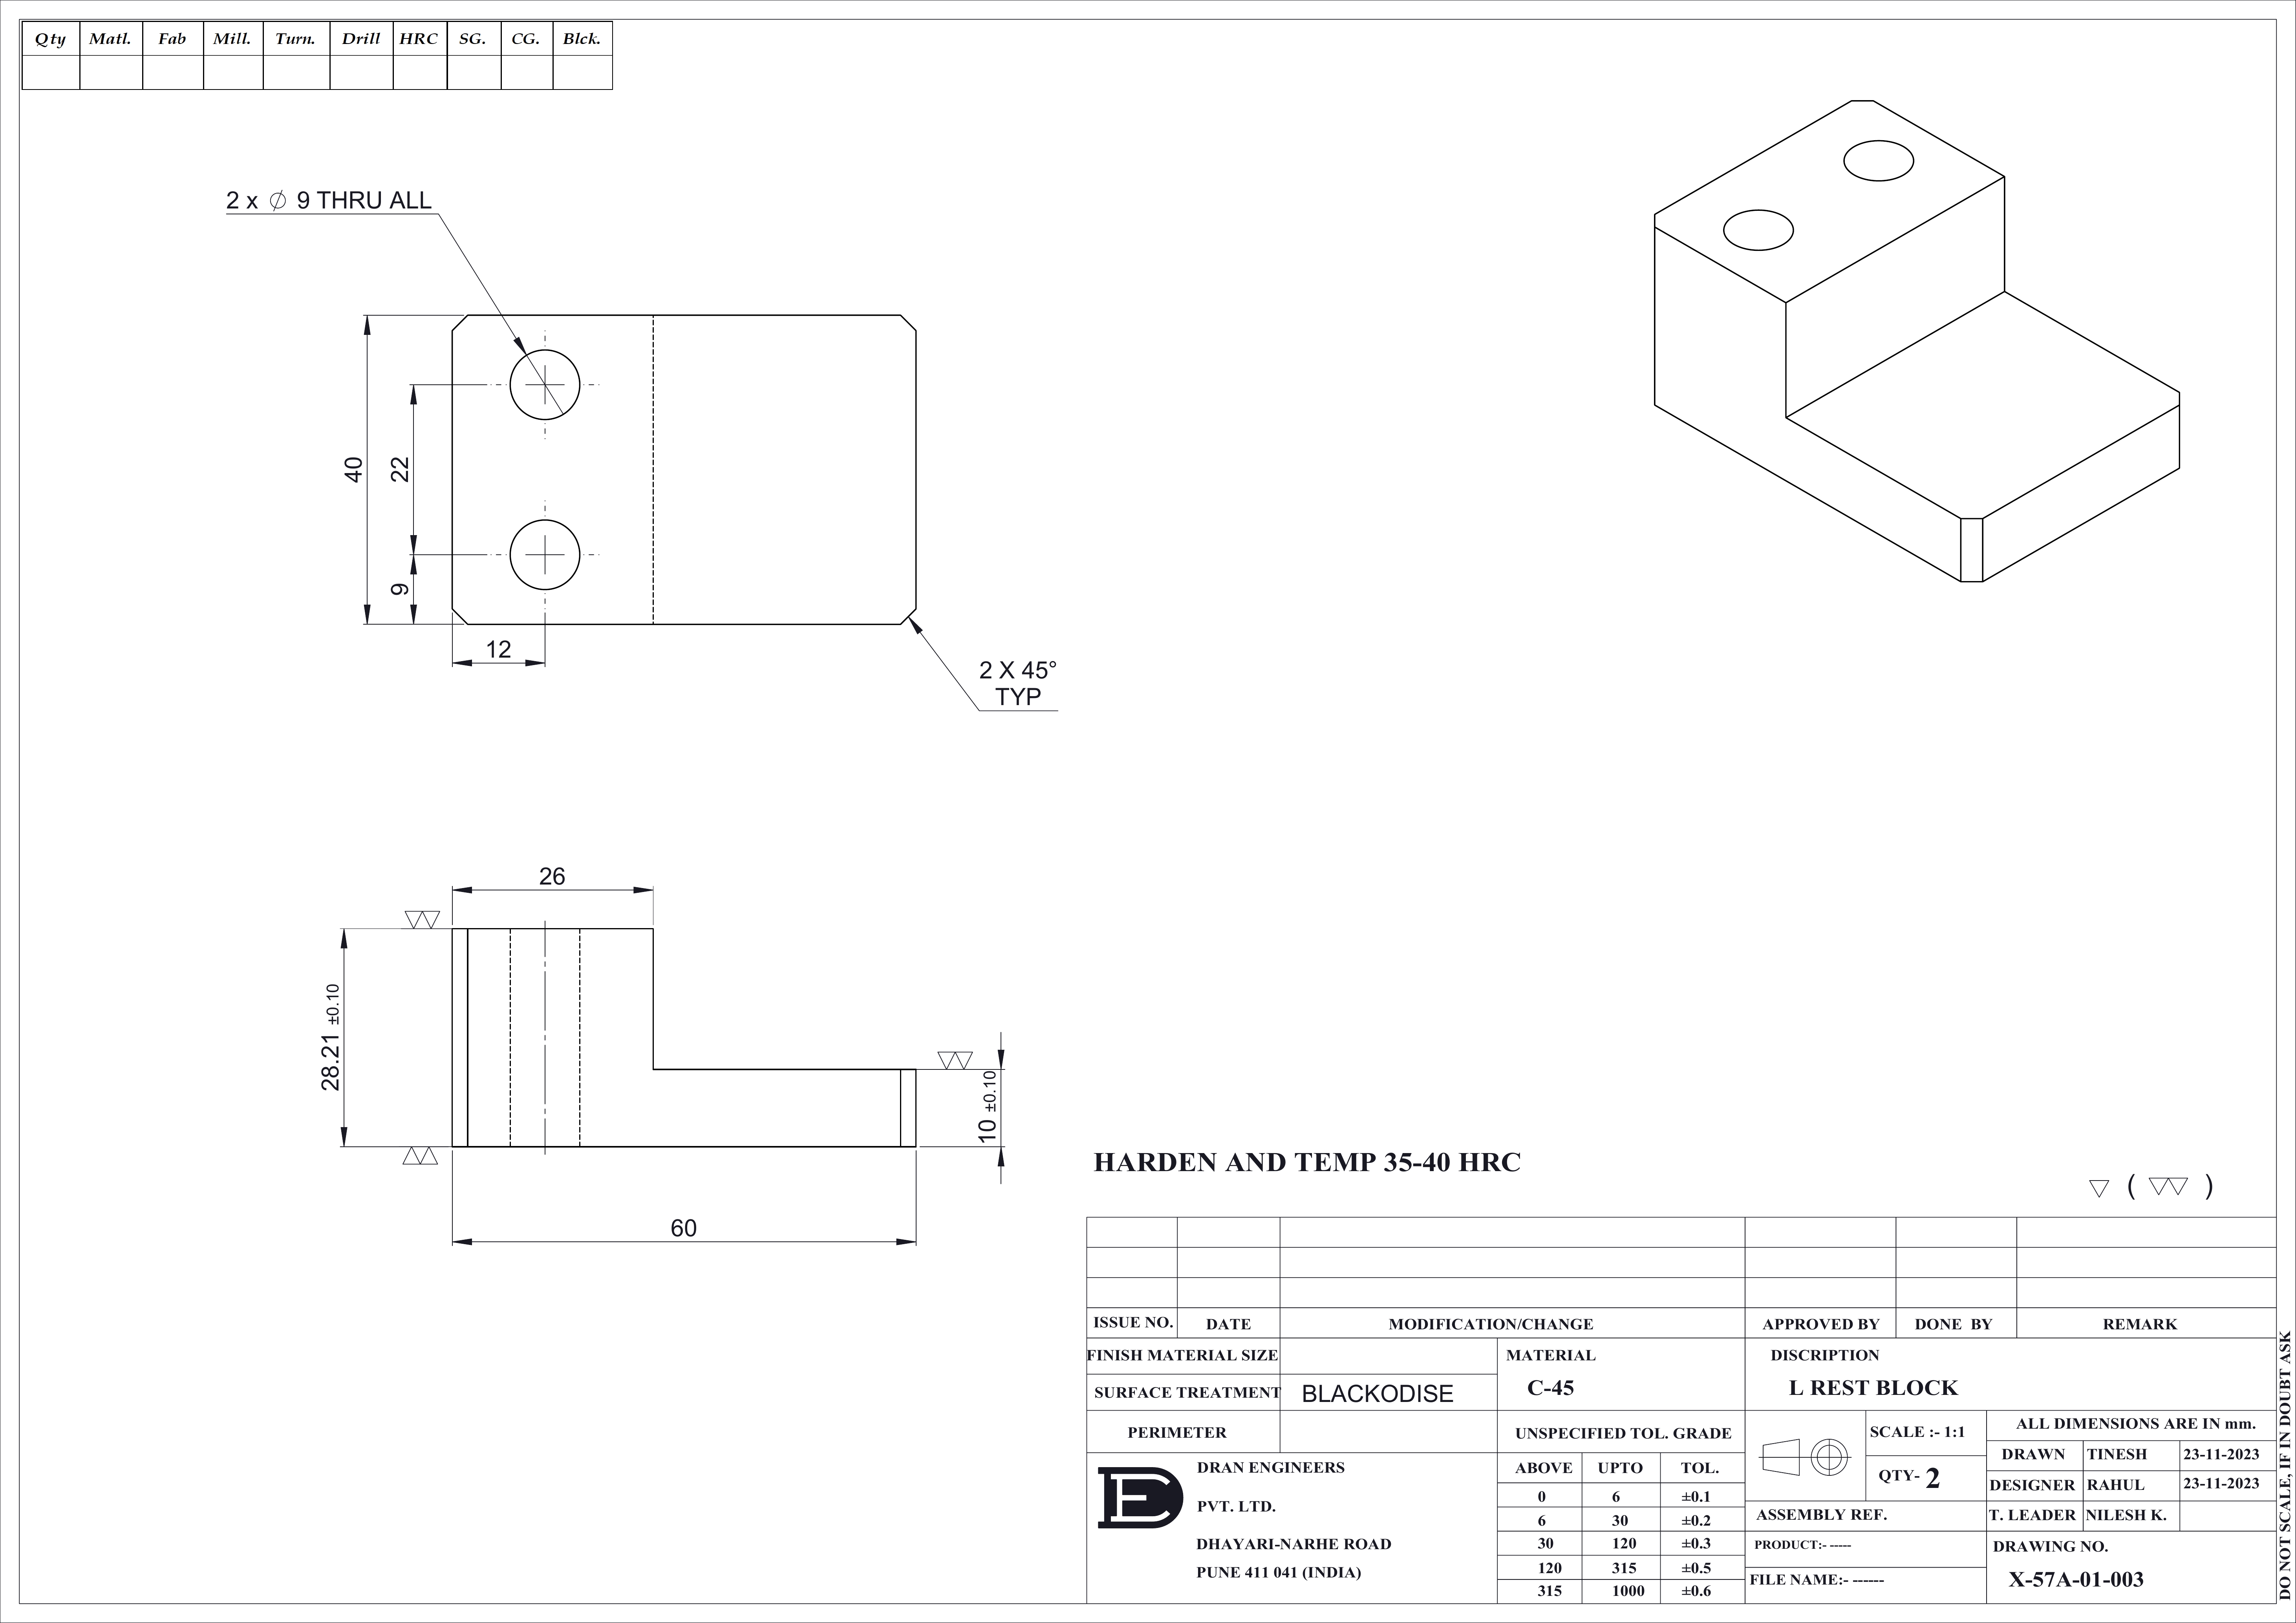 Qty Matl. Fab Mill. Turn. Drill HRC SG. CG. Blck.
2 x ∅ 9 THRU ALL
40
22
9
12
2 X 45°
TYP
26
28.21 ±0.10
10 ±0.10
60
HARDEN AND TEMP 35-40 HRC
( )
ISSUE NO. DATE MODIFICATION/CHANGE APPROVED BY DONE BY REMARK
FINISH MATERIAL SIZE
SURFACE TREATMENT BLACKODISE
PERIMETER
MATERIAL
C-45
DISCRIPTION
L REST BLOCK
DE
DRAN ENGINEERS
PVT. LTD.
DHAYARI-NARHE ROAD
PUNE 411 041 (INDIA)
UNSPECIFIED TOL. GRADE
ABOVE UPTO TOL.
0 6 ±0.1
6 30 ±0.2
30 120 ±0.3
120 315 ±0.5
315 1000 ±0.6
SCALE :- 1:1
QTY- 2
ASSEMBLY REF.
PRODUCT:- -----
FILE NAME:- ------
ALL DIMENSIONS ARE IN mm.
DRAWN TINESH 23-11-2023
DESIGNER RAHUL 23-11-2023
T. LEADER NILESH K.
DRAWING NO.
X-57A-01-003
DO NOT SCALE, IF IN DOUBT ASK